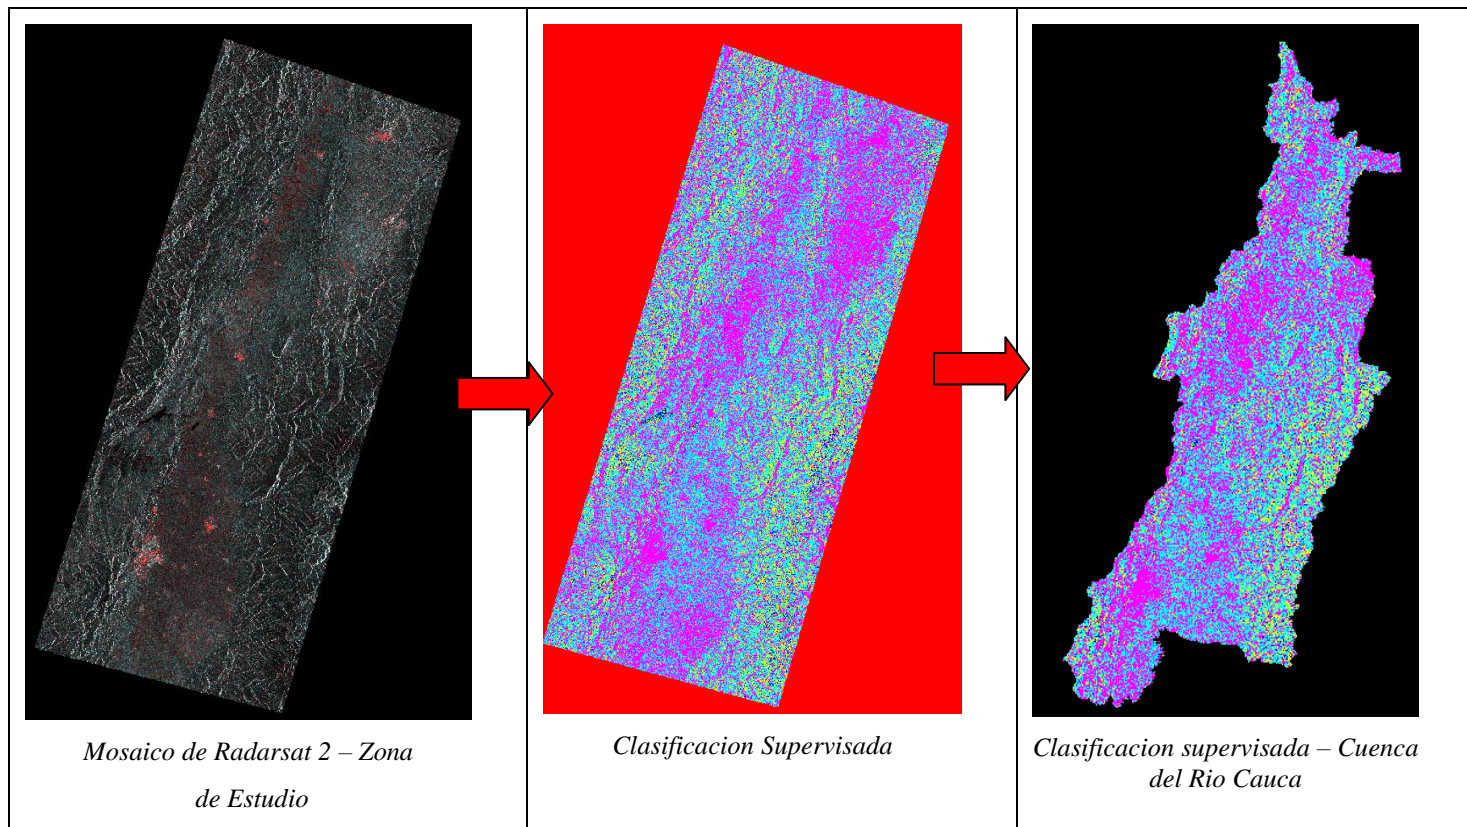 Mosaico de Radarsat 2 – Zona
de Estudio
Clasificacion Supervisada
Clasificacion supervisada – Cuenca
del Rio Cauca